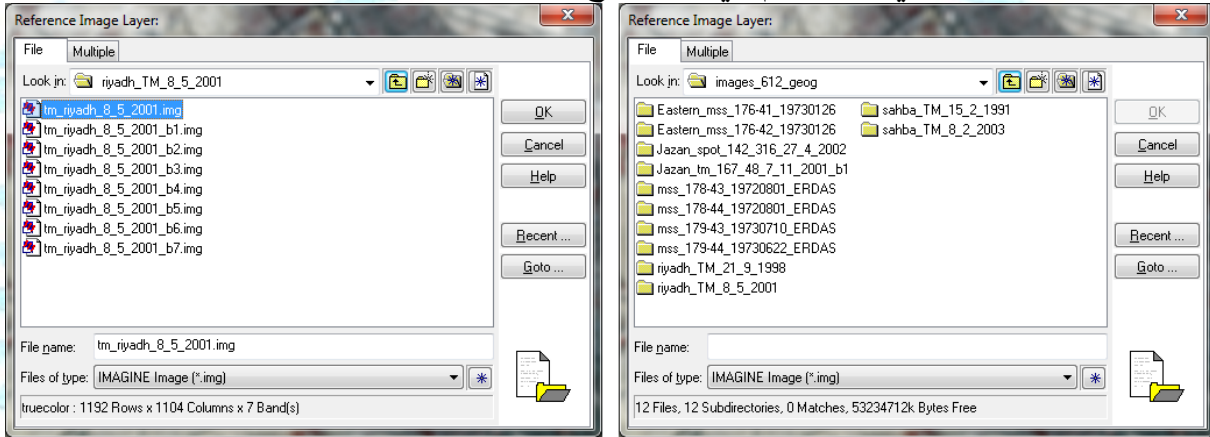 Reference Image Layer:
File Multiple
Look in: riyadh_TM_8_5_2001
tm_riyadh_8_5_2001.img
tm_riyadh_8_5_2001_b1.img
tm_riyadh_8_5_2001_b2.img
tm_riyadh_8_5_2001_b3.img
tm_riyadh_8_5_2001_b4.img
tm_riyadh_8_5_2001_b5.img
tm_riyadh_8_5_2001_b6.img
tm_riyadh_8_5_2001_b7.img
OK
Cancel
Help
Recent ...
Goto ...
File name: tm_riyadh_8_5_2001.img
Files of type: IMAGINE Image (*.img)
truecolor : 1192 Rows x 1104 Columns x 7 Band(s)
Reference Image Layer:
File Multiple
Look in: images_612_geog
Eastern_mss_176-41_19730126
Eastern_mss_176-42_19730126
Jazan_spot_142_316_27_4_2002
Jazan_tm_167_48_7_11_2001_b1
mss_178-43_19720801_ERDAS
mss_178-44_19720801_ERDAS
mss_179-43_19730710_ERDAS
mss_179-44_19730622_ERDAS
riyadh_TM_21_9_1998
riyadh_TM_8_5_2001
sahba_TM_15_2_1991
sahba_TM_8_2_2003
OK
Cancel
Help
Recent ...
Goto ...
File name:
Files of type: IMAGINE Image (*.img)
12 Files, 12 Subdirectories, 0 Matches, 53234712k Bytes Free